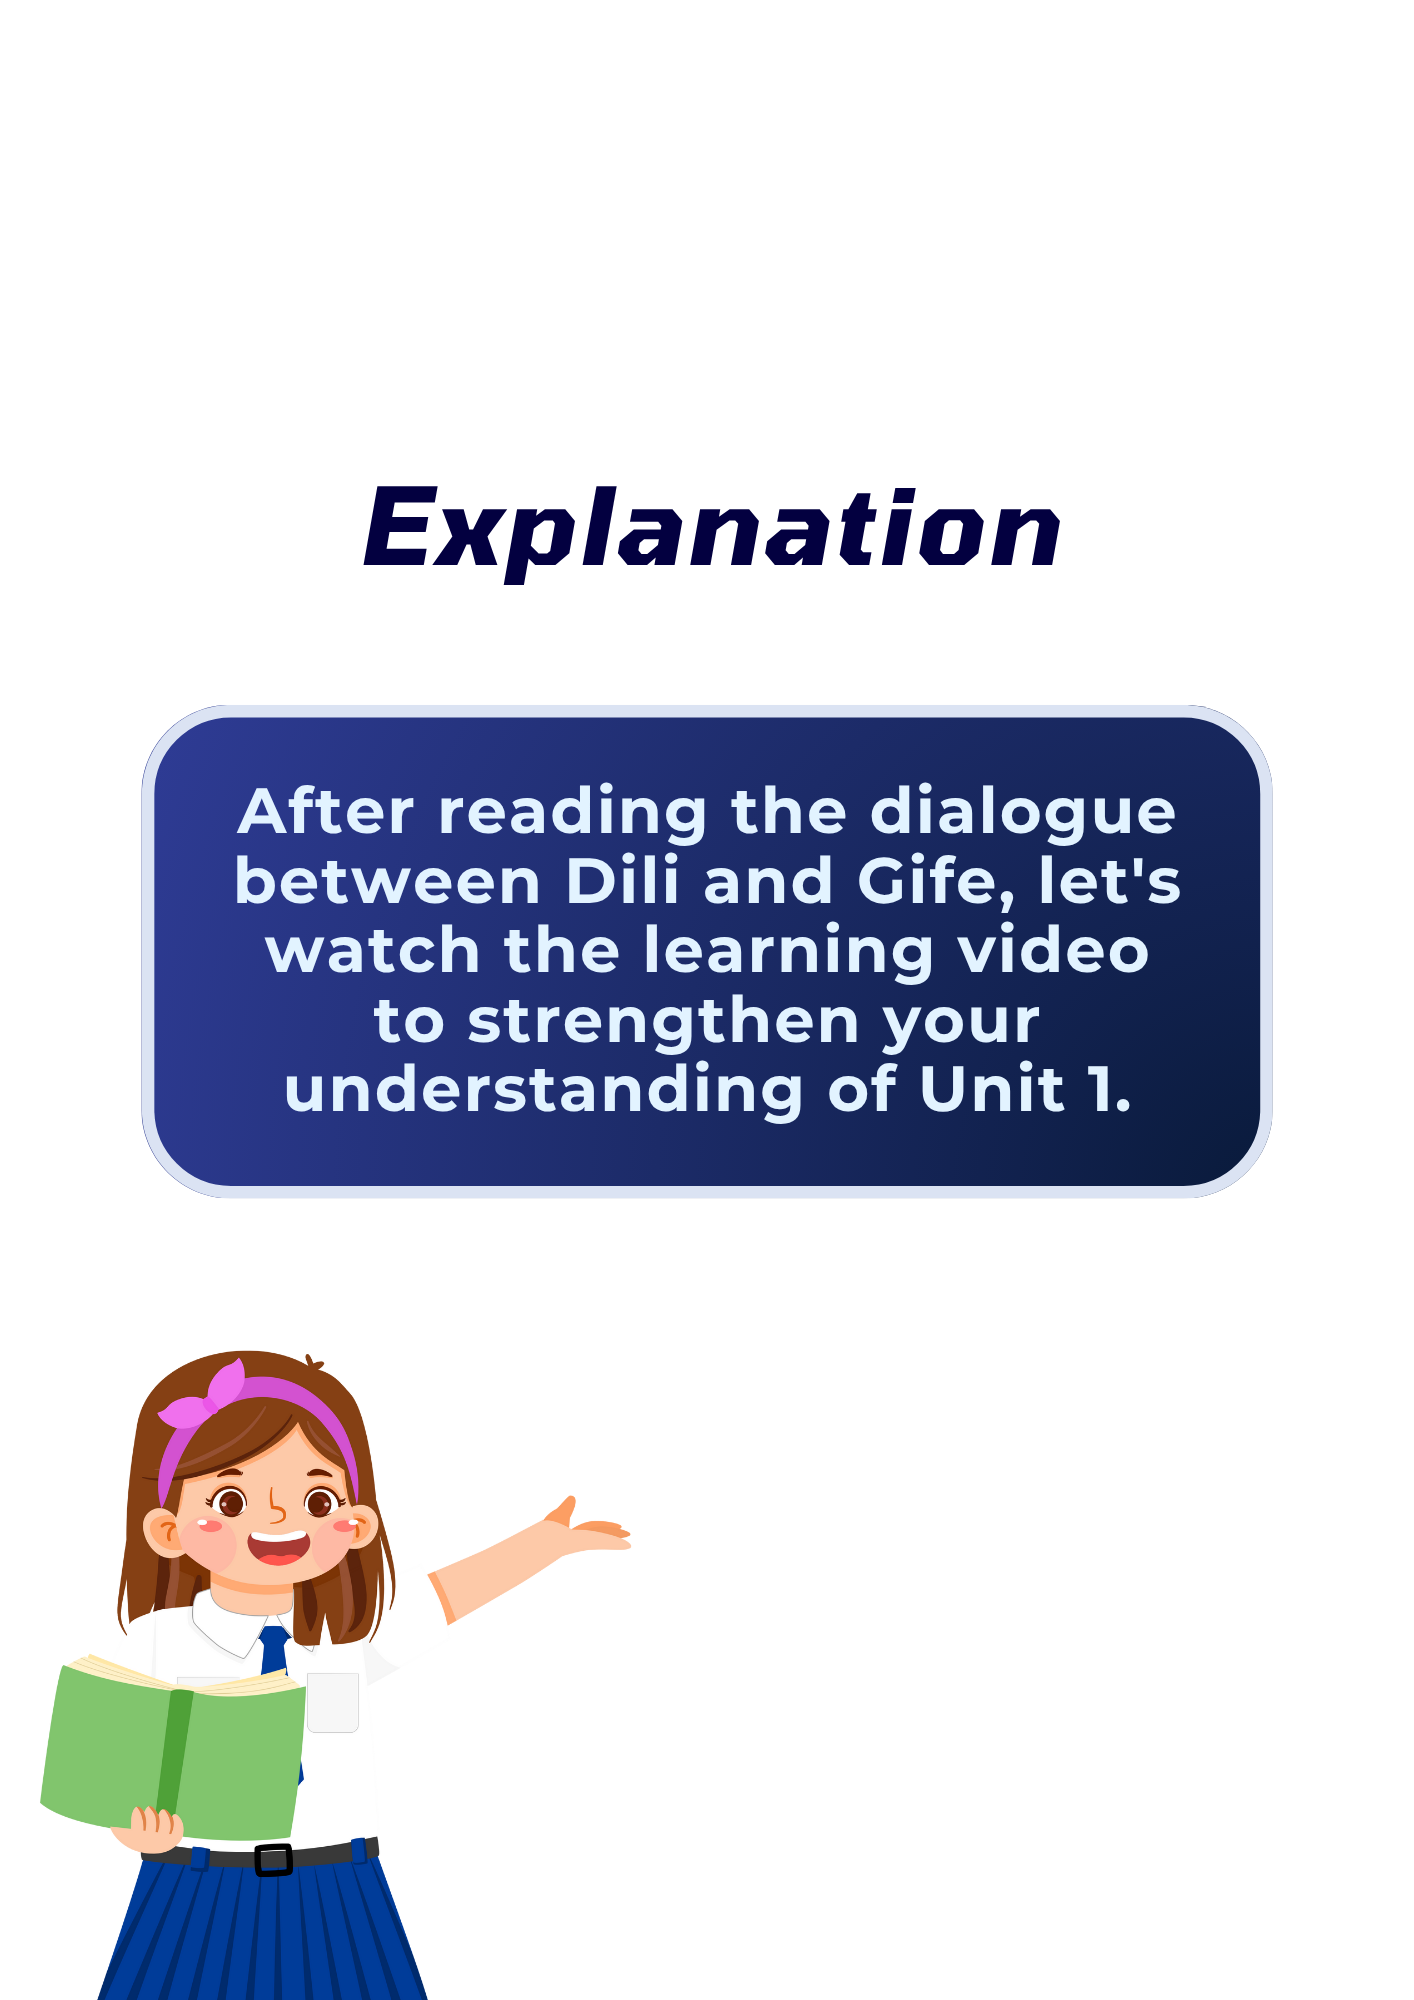 Explanation
After reading the dialogue
between Dili and Gife, let's
watch the learning video
to strengthen your
understanding of Unit 1.